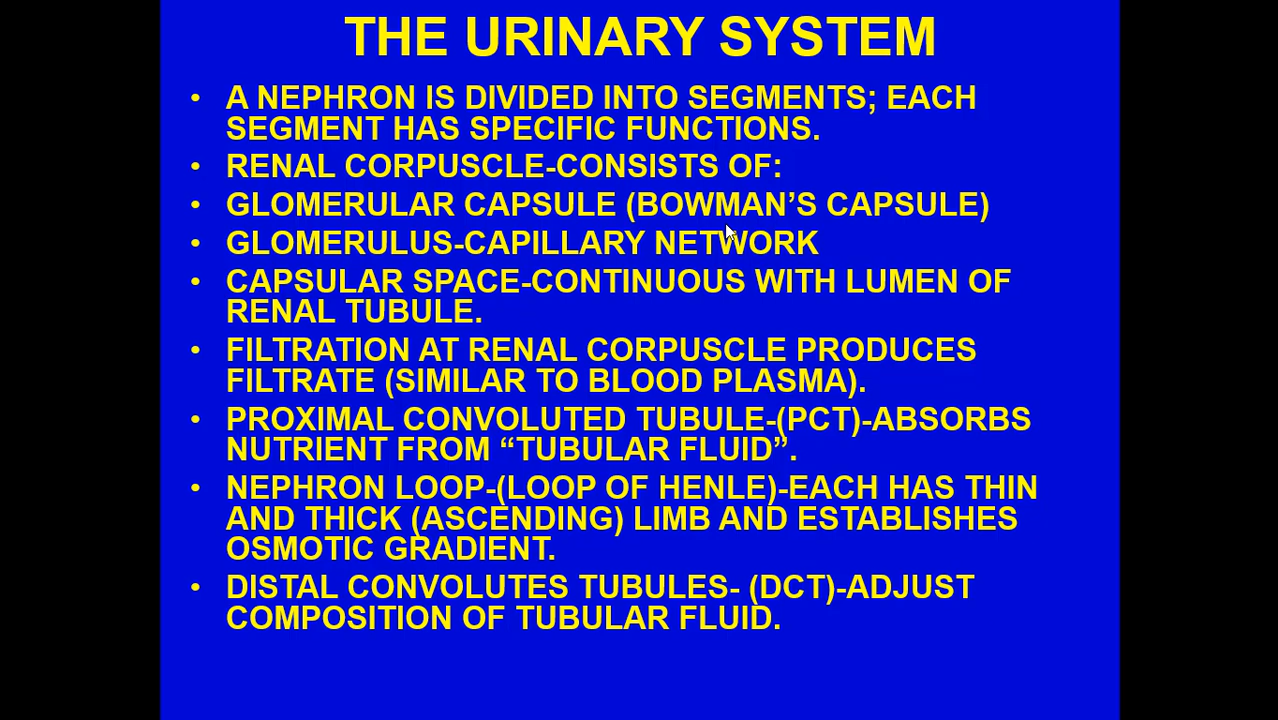 THE URINARY SYSTEM
• A NEPHRON IS DIVIDED INTO SEGMENTS; EACH
SEGMENT HAS SPECIFIC FUNCTIONS.
• RENAL CORPUSCLE-CONSISTS OF:
• GLOMERULAR CAPSULE (BOWMAN’S CAPSULE)
• GLOMERULUS-CAPILLARY NETWORK
• CAPSULAR SPACE-CONTINUOUS WITH LUMEN OF
RENAL TUBULE.
• FILTRATION AT RENAL CORPUSCLE PRODUCES
FILTRATE (SIMILAR TO BLOOD PLASMA).
• PROXIMAL CONVOLUTED TUBULE-(PCT)-ABSORBS
NUTRIENT FROM “TUBULAR FLUID”.
• NEPHRON LOOP-(LOOP OF HENLE)-EACH HAS THIN
AND THICK (ASCENDING) LIMB AND ESTABLISHES
OSMOTIC GRADIENT.
• DISTAL CONVOLUTES TUBULES- (DCT)-ADJUST
COMPOSITION OF TUBULAR FLUID.